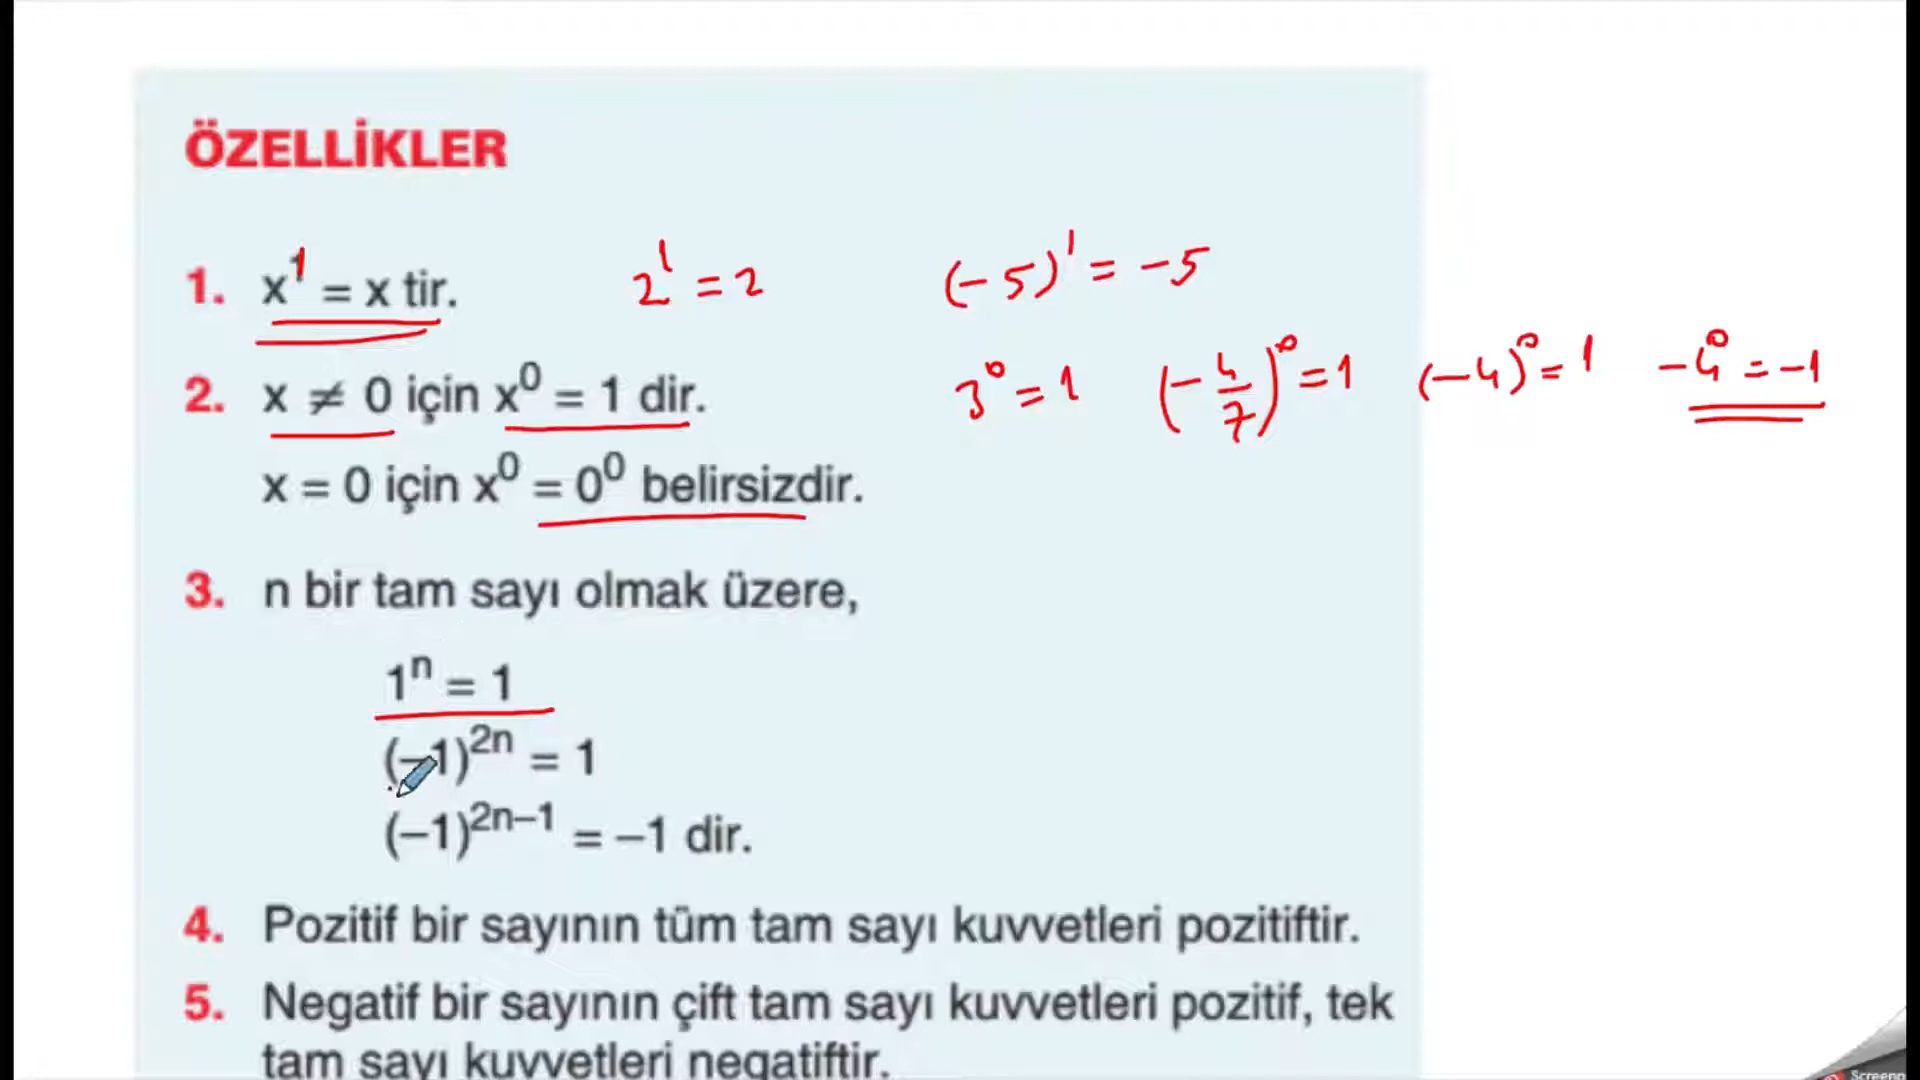 ÖZELLİKLER
1. x¹ = x tir. 2¹ = 2 (-5)¹ = -5
2. x ≠ 0 için x⁰ = 1 dir. 3⁰ = 1 (-4/7)⁰ = 1 (-4)⁰ = 1 -4⁰ = -1
x = 0 için x⁰ = 0⁰ belirsizdir.
3. n bir tam sayı olmak üzere,
1ⁿ = 1
(–1)²ⁿ = 1
(–1)²ⁿ⁻¹ = –1 dir.
4. Pozitif bir sayının tüm tam sayı kuvvetleri pozitiftir.
5. Negatif bir sayının çift tam sayı kuvvetleri pozitif, tek
tam sayı kuvvetleri negatiftir.